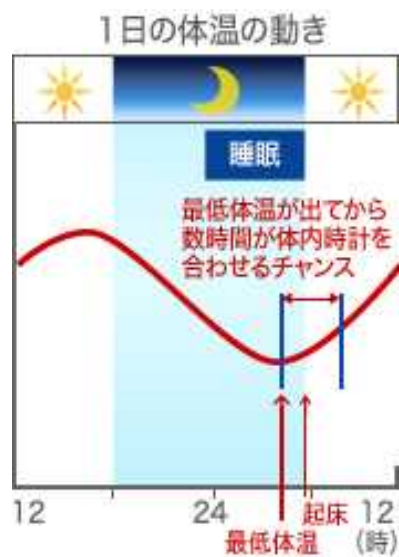 1日の体温の動き
睡眠
最低体温が出てから
数時間が体内時計を
合わせるチャンス
12
24
起床
12
最低体温
(時)